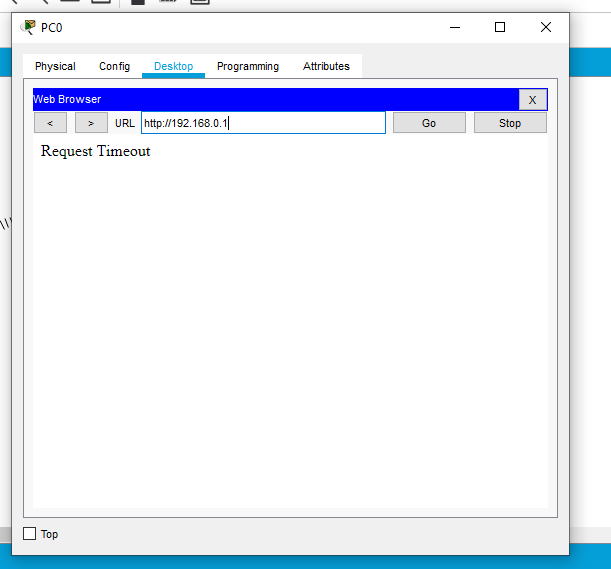 PC0
Physical Config Desktop Programming Attributes
Web Browser X
< > URL http://192.168.0.1 Go Stop
Request Timeout
Top